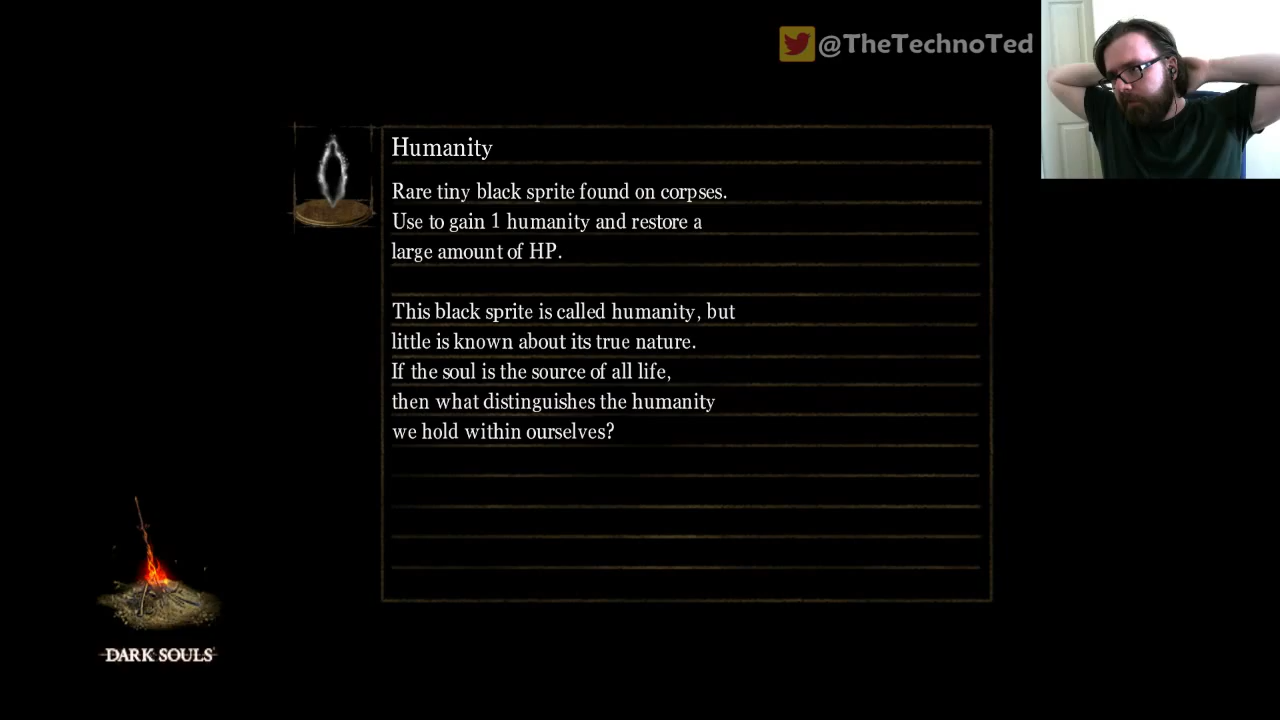 @TheTechnoTed
Humanity
Rare tiny black sprite found on corpses.
Use to gain 1 humanity and restore a
large amount of HP.
This black sprite is called humanity, but
little is known about its true nature.
If the soul is the source of all life,
then what distinguishes the humanity
we hold within ourselves?
DARK SOULS